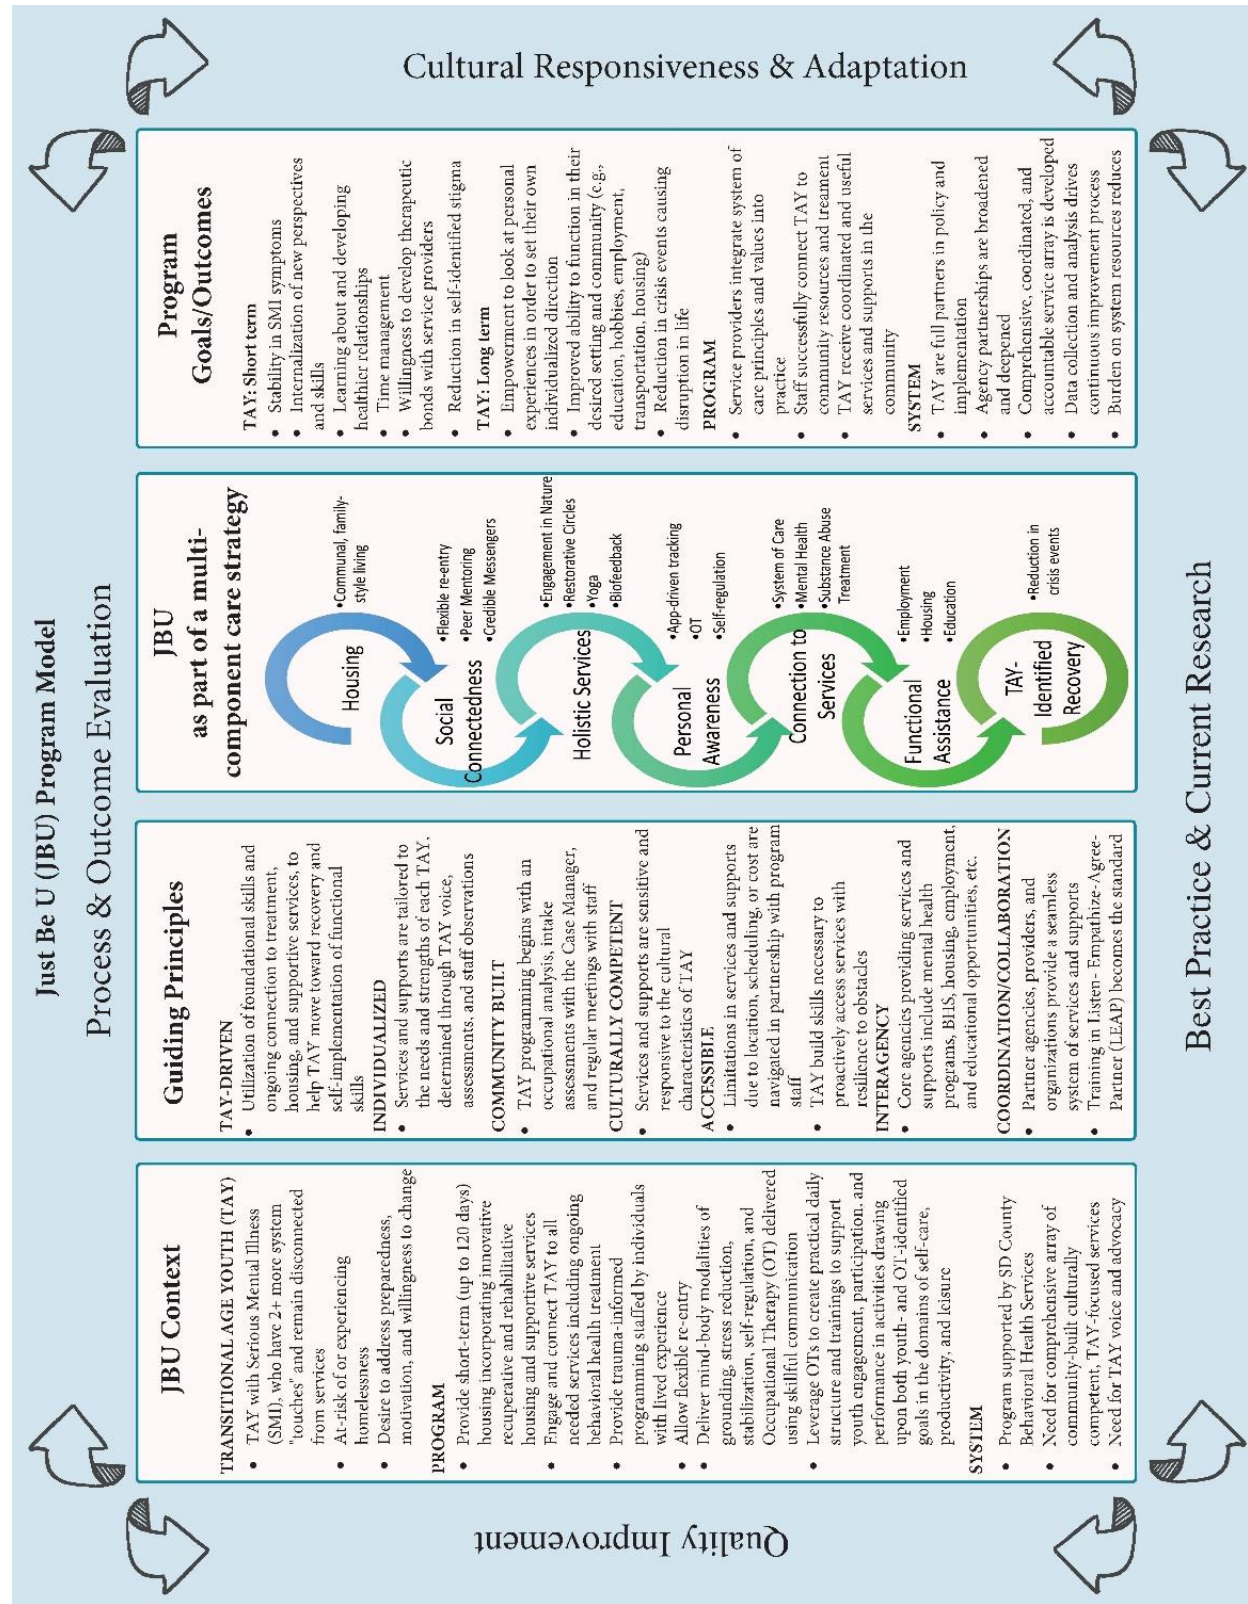 Just Be U (JBU) Program Model
Process & Outcome Evaluation
Quality Improvement
JBU Context
TRANSITIONAL AGE YOUTH (TAY)
• TAY with Serious Mental Illness
(SMI), who have 2+ more system
"touches" and remain disconnected
from services
• At-risk of or experiencing
homelessness
• Desire to address preparedness,
motivation, and willingness to change
PROGRAM
• Provide short-term (up to 120 days)
housing incorporating innovative
recuperative and rehabilitative
housing and supportive services
• Engage and connect TAY to all
needed services including ongoing
behavioral health treatment
• Provide trauma-informed
programming staffed by individuals
with lived experience
• Allow flexible re-entry
• Deliver mind-body modalities of
grounding, stress reduction,
stabilization, self-regulation, and
Occupational Therapy (OT) delivered
using skillful communication
• Leverage OTs to create practical daily
structure and trainings to support
youth engagement, participation, and
performance in activities drawing
upon both youth- and OT-identified
goals in the domains of self-care,
productivity, and leisure
SYSTEM
• Program supported by SD County
Behavioral Health Services
• Need for comprehensive array of
community-built culturally
competent, TAY-focused services
• Need for TAY voice and advocacy
Guiding Principles
TAY-DRIVEN
• Utilization of foundational skills and
ongoing connection to treatment,
housing, and supportive services, to
help TAY move toward recovery and
self-implementation of functional
skills
INDIVIDUALIZED
• Services and supports are tailored to
the needs and strengths of each TAY,
determined through TAY voice,
assessments, and staff observations
COMMUNITY BUILT
• TAY programming begins with an
occupational analysis, intake
assessments with the Case Manager,
and regular meetings with staff
CULTURALLY COMPETENT
• Services and supports are sensitive and
responsive to the cultural
characteristics of TAY
ACCESSIBLE
• Limitations in services and supports
due to location, scheduling, or cost are
navigated in partnership with program
staff
• TAY build skills necessary to
proactively access services with
resilience to obstacles
INTERAGENCY
• Core agencies providing services and
supports include mental health
programs, BHS, housing, employment,
and educational opportunities, etc.
COORDINATION/COLLABORATION
• Partner agencies, providers, and
organizations provide a seamless
system of services and supports
• Training in Listen- Empathize-Agree-
Partner (LEAP) becomes the standard
JBU
as part of a multi-
component care strategy
Housing
•Communal, family-
style living
Social
Connectedness
•Flexible re-entry
•Peer Mentoring
•Credible Messengers
Holistic Services
•Engagement in Nature
•Restorative Circles
•Yoga
•Biofeedback
Personal
Awareness
•App-driven tracking
•OT
•Self-regulation
Connection to
Services
•System of Care
•Mental Health
•Substance Abuse
Treatment
Functional
Assistance
•Employment
•Housing
•Education
TAY-
Identified
Recovery
•Reduction in
crisis events
Program
Goals/Outcomes
TAY: Short term
• Stability in SMI symptoms
• Internalization of new perspectives
and skills
• Learning about and developing
healthier relationships
• Time management
• Willingness to develop therapeutic
bonds with service providers
• Reduction in self-identified stigma
TAY: Long term
• Empowerment to look at personal
experiences in order to set their own
individualized direction
• Improved ability to function in their
desired setting and community (e.g.,
education, hobbies, employment,
transportation, housing)
• Reduction in crisis events causing
disruption in life
PROGRAM
• Service providers integrate system of
care principles and values into
practice
• Staff successfully connect TAY to
community resources and treament
• TAY receive coordinated and useful
services and supports in the
community
SYSTEM
• TAY are full partners in policy and
implementation
• Agency partnerships are broadened
and deepened
• Comprehensive, coordinated, and
accountable service array is developed
• Data collection and analysis drives
continuous improvement process
• Burden on system resources reduces
Cultural Responsiveness & Adaptation
Best Practice & Current Research